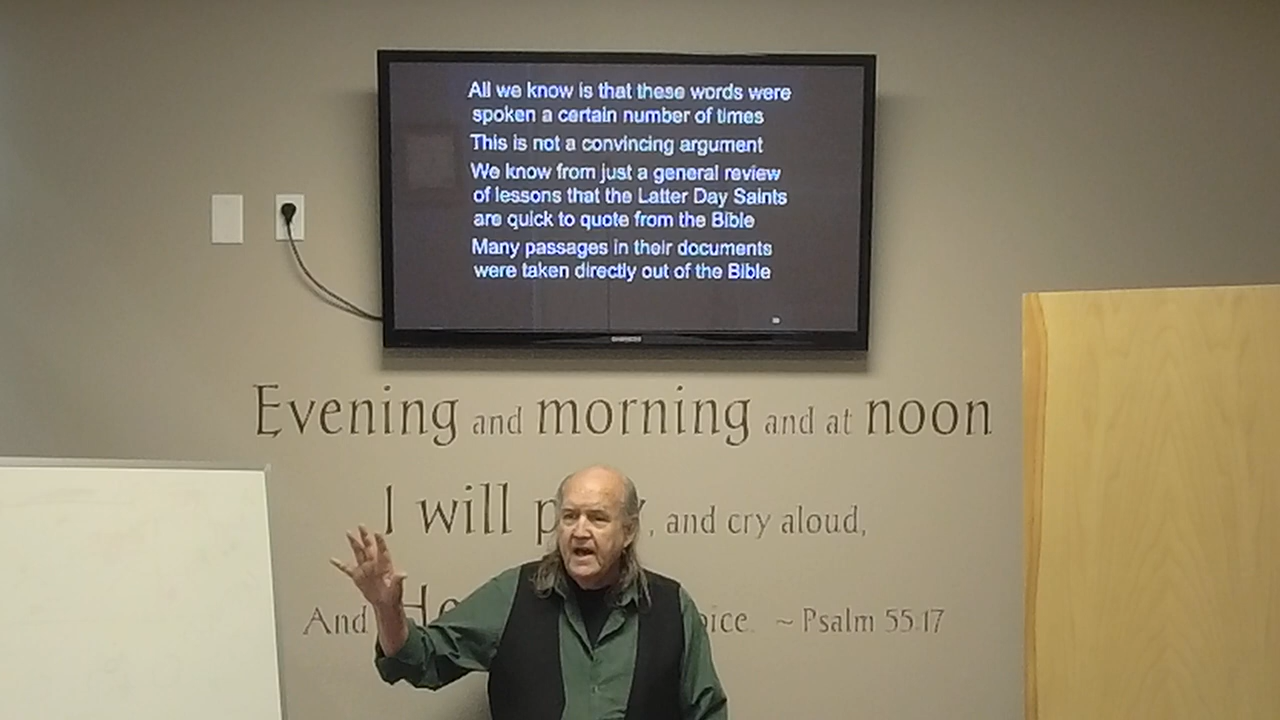 All we know is that these words were
spoken a certain number of times
This is not a convincing argument
We know from just a general review
of lessons that the Latter Day Saints
are quick to quote from the Bible
Many passages in their documents
were taken directly out of the Bible
Evening and morning and at noon
I will , and cry aloud,
And ~ Psalm 55:17